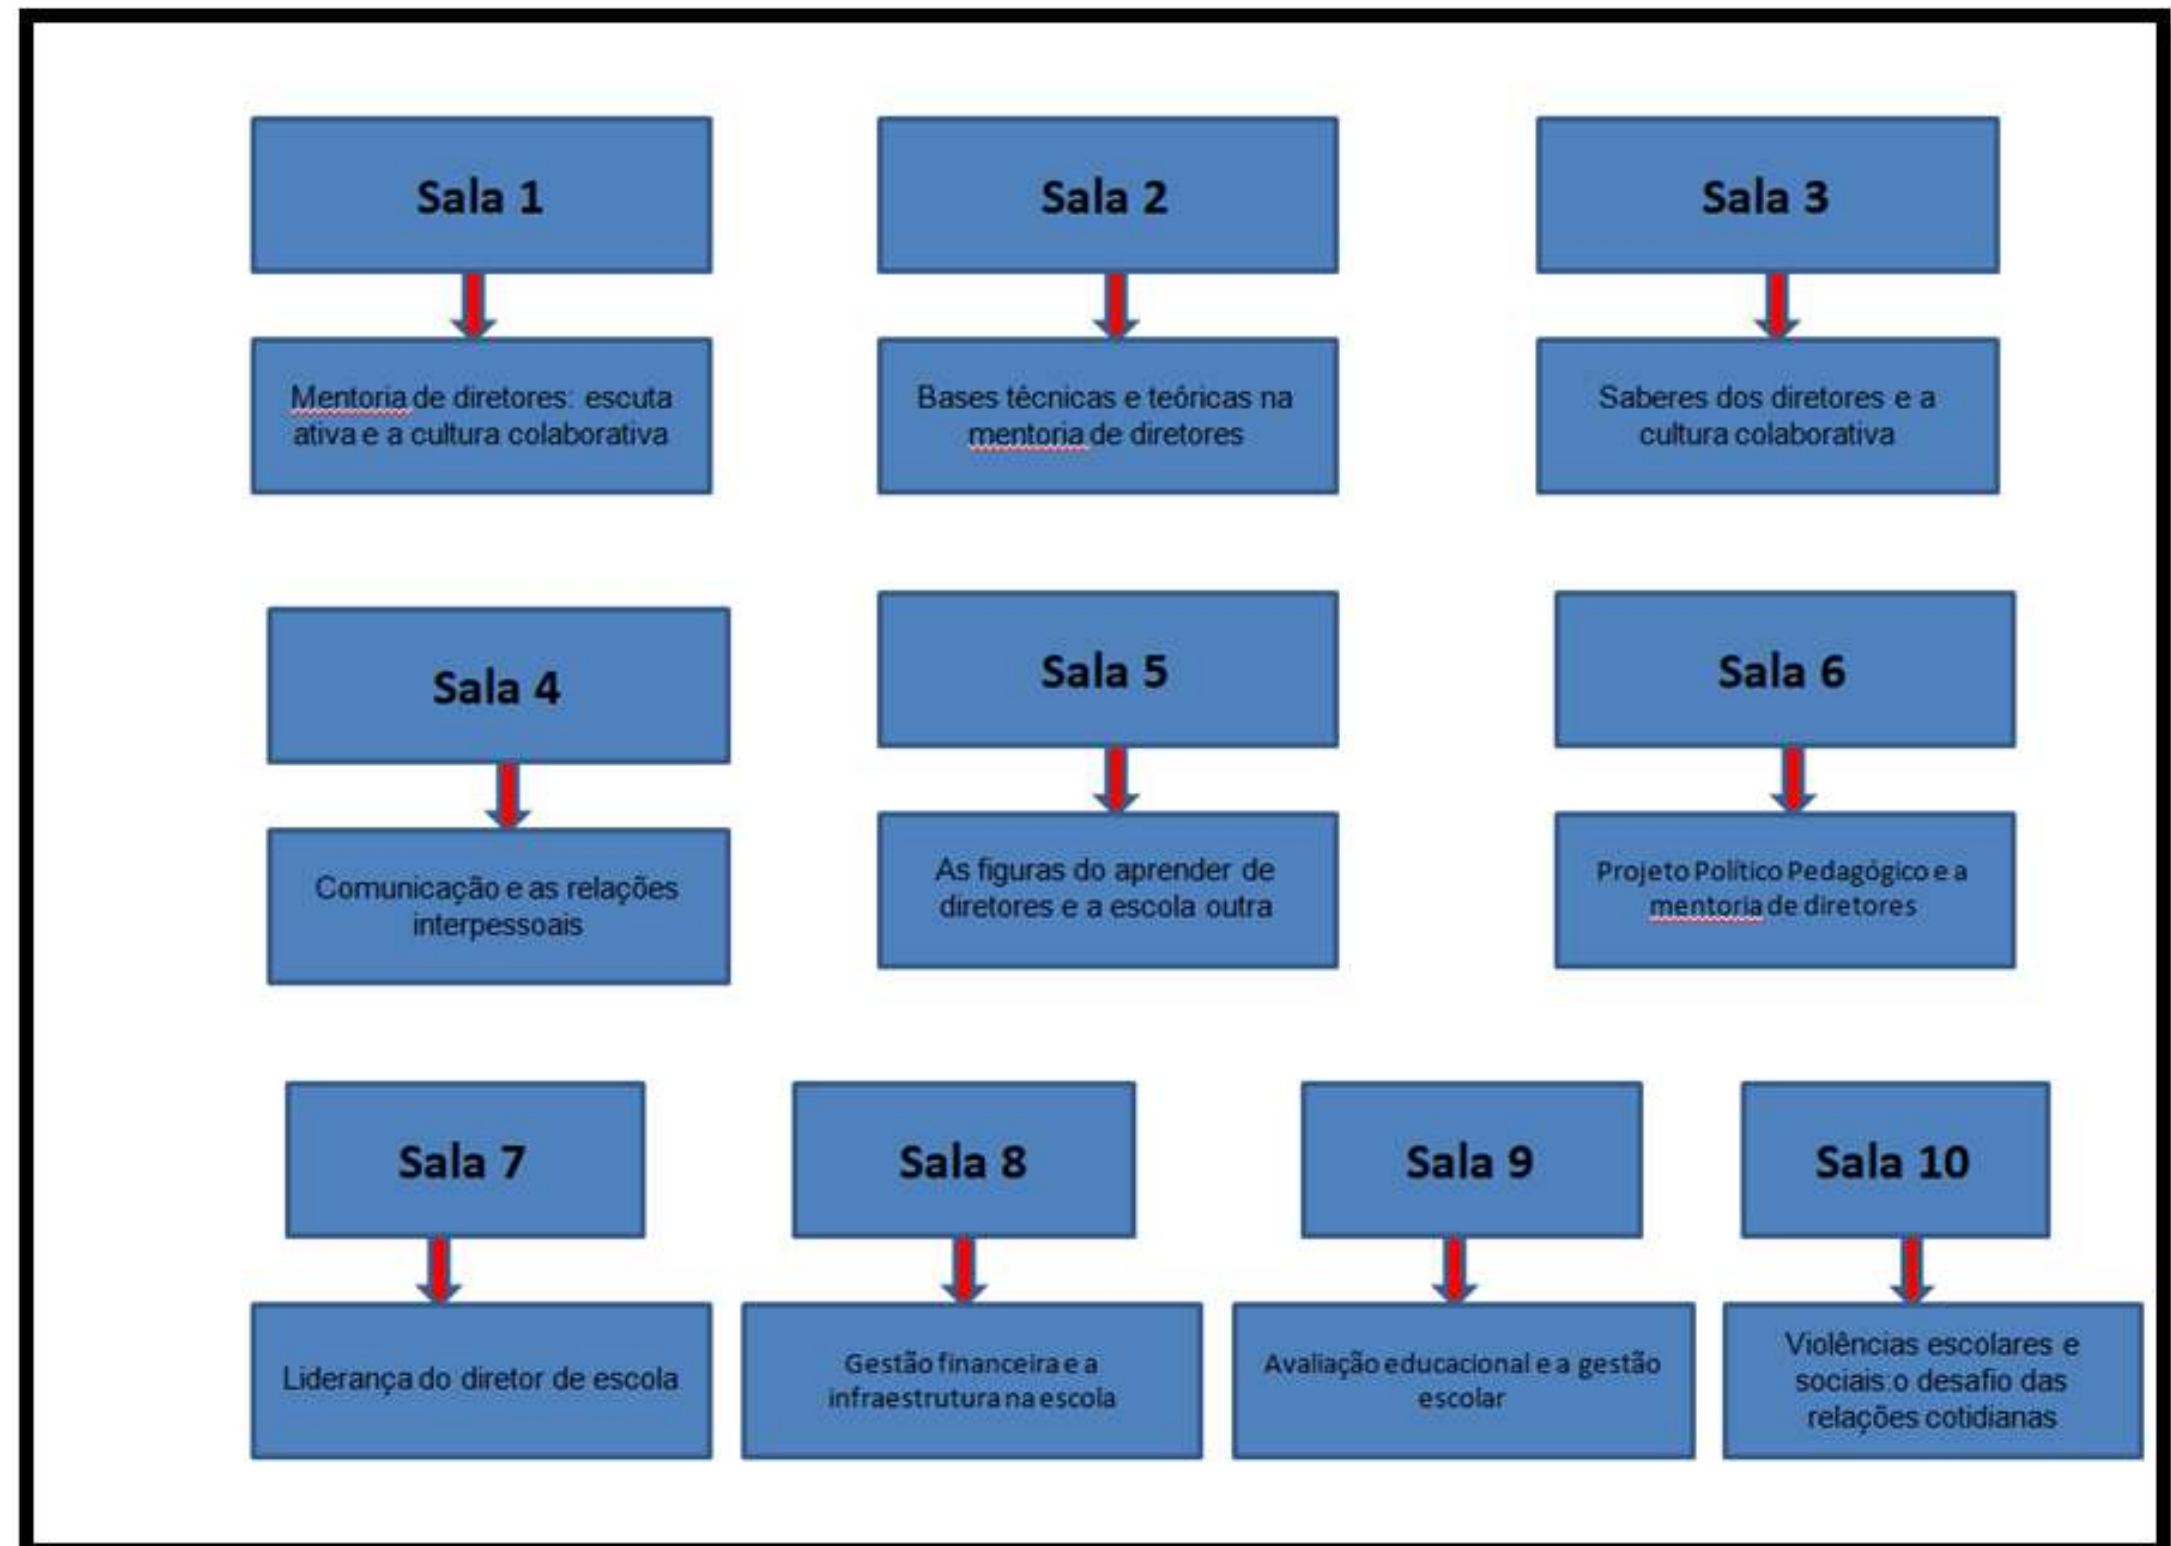 Sala 1
Sala 2
Sala 3
Mentoria de diretores: escuta
ativa e a cultura colaborativa
Bases técnicas e teóricas na
mentoria de diretores
Saberes dos diretores e a
cultura colaborativa
Sala 4
Sala 5
Sala 6
Comunicação e as relações
interpessoais
As figuras do aprender de
diretores e a escola outra
Projeto Político Pedagógico e a
mentoria de diretores
Sala 7
Sala 8
Sala 9
Sala 10
Liderança do diretor de escola
Gestão financeira e a
infraestrutura na escola
Avaliação educacional e a gestão
escolar
Violências escolares e
sociais:o desafio das
relações cotidianas